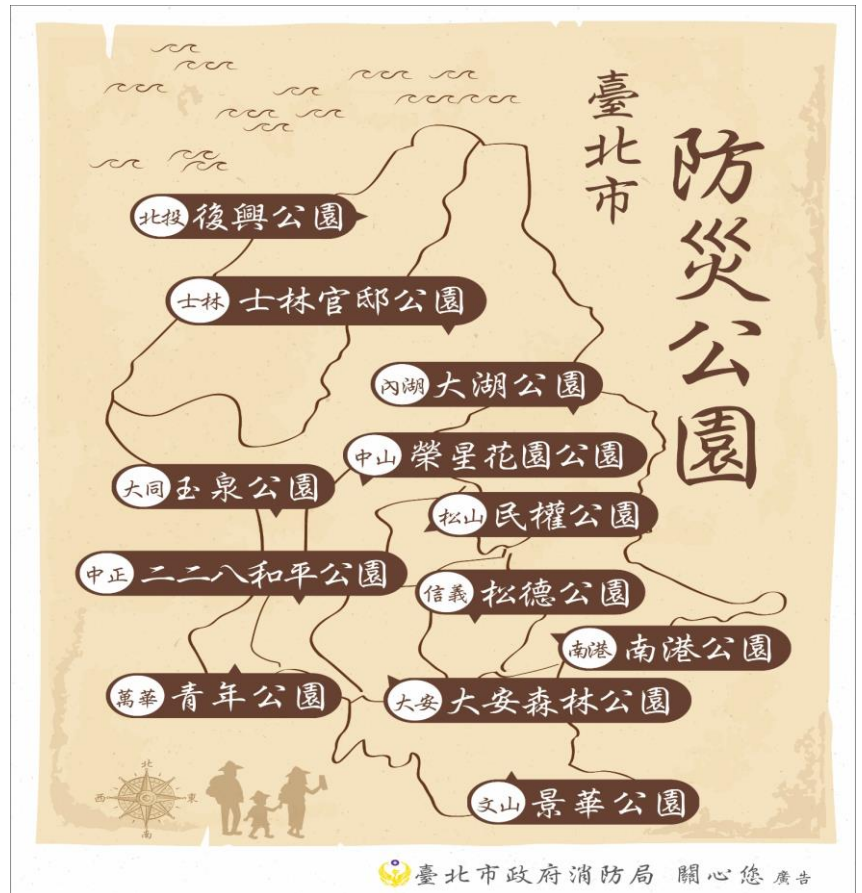 臺北市
防災公園
北投 復興公園
士林 士林官邸公園
內湖 大湖公園
中山 榮星花園公園
大同 玉泉公園
松山 民權公園
中正 二二八和平公園
信義 松德公園
南港 南港公園
萬華 青年公園
大安 大安森林公園
文山 景華公園
北
西 東
南
臺北市政府消防局 關心您 廣告